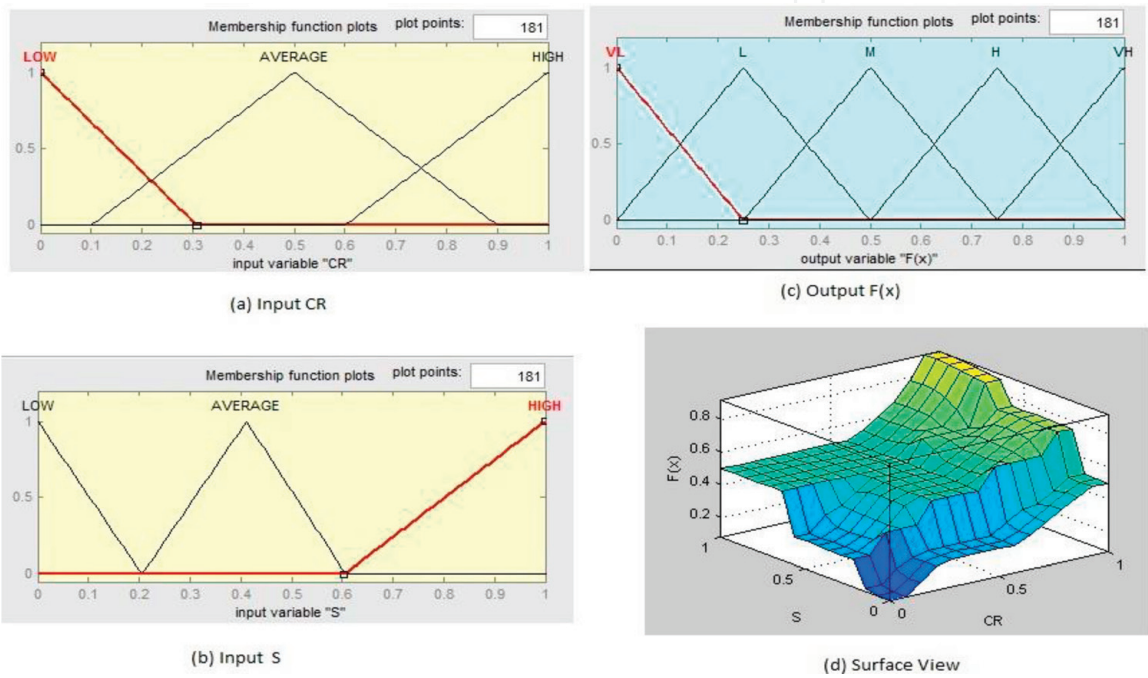 Membership function plots plot points: 181
LOW AVERAGE HIGH
1
0.5
0
0 0.1 0.2 0.3 0.4 0.5 0.6 0.7 0.8 0.9 1
input variable "CR"
(a) Input CR
Membership function plots plot points: 181
VL L M H VH
1
0.5
0
0 0.1 0.2 0.3 0.4 0.5 0.6 0.7 0.8 0.9 1
output variable "F(x)"
(c) Output F(x)
Membership function plots plot points: 181
LOW AVERAGE HIGH
1
0.5
0
0 0.1 0.2 0.3 0.4 0.5 0.6 0.7 0.8 0.9 1
input variable "S"
(b) Input S
F(x)
0.8
0.6
0.4
0.2
1
0.5
0
S
0
0.5
1
CR
(d) Surface View